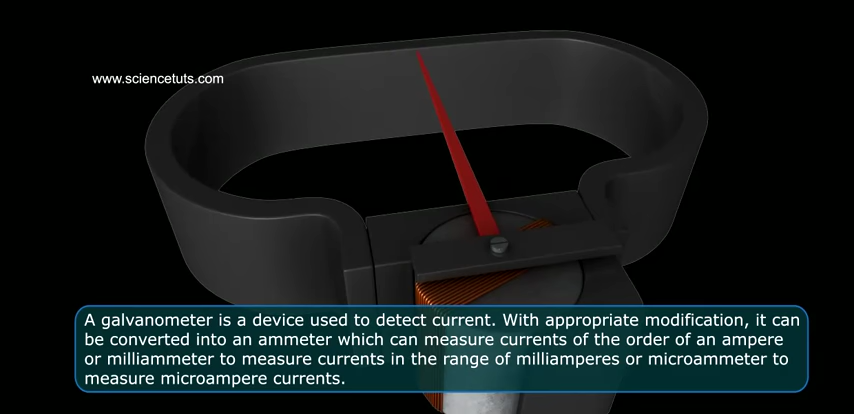 www.sciencetuts.com
A galvanometer is a device used to detect current. With appropriate modification, it can
be converted into an ammeter which can measure currents of the order of an ampere
or milliammeter to measure currents in the range of milliamperes or microammeter to
measure microampere currents.